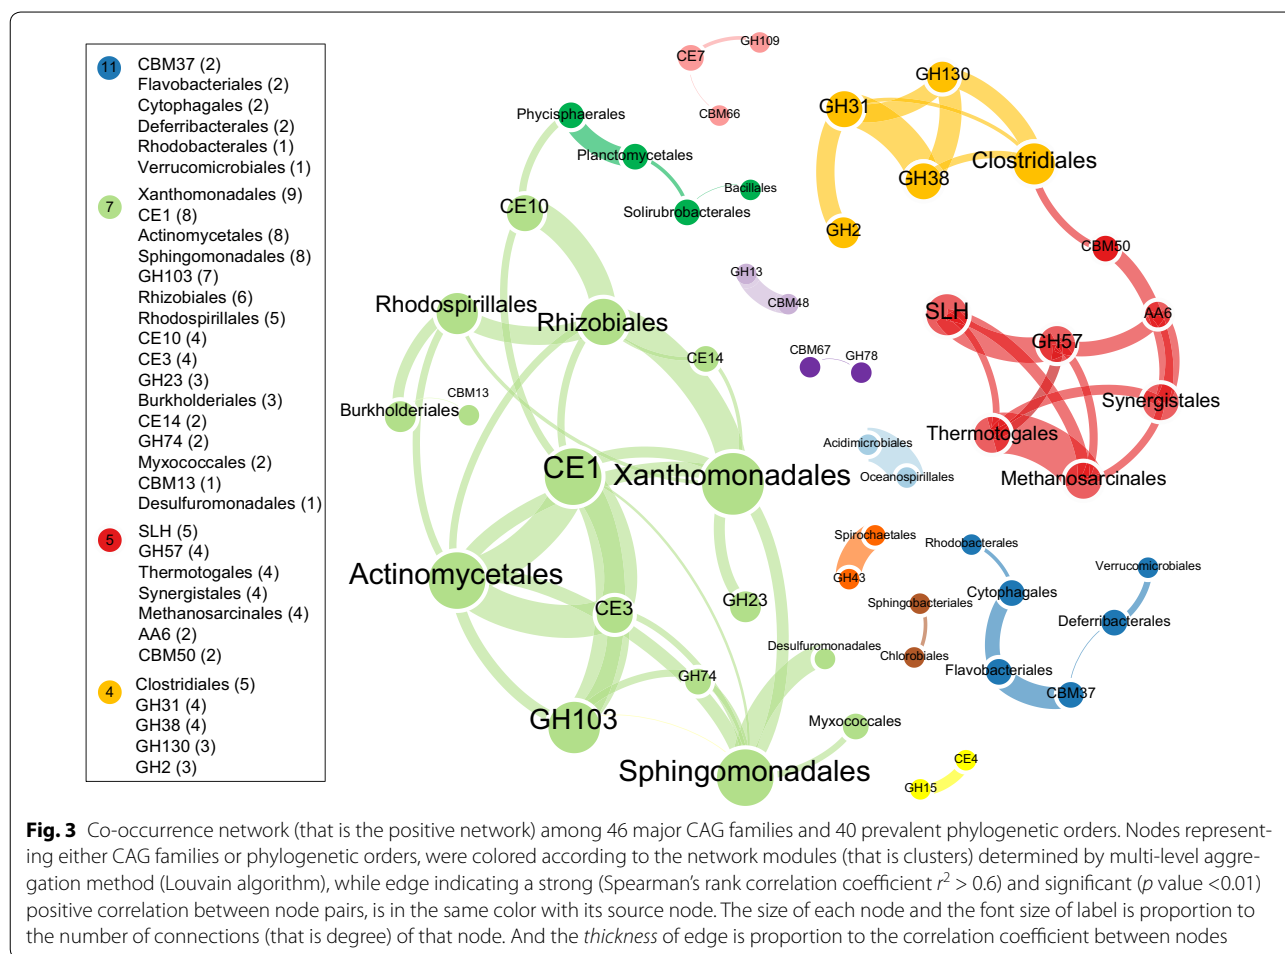 11
CBM37 (2)
Flavobacteriales (2)
Cytophagales (2)
Deferribacterales (2)
Rhodobacterales (1)
Verrucomicrobiales (1)
7
Xanthomonadales (9)
CE1 (8)
Actinomycetales (8)
Sphingomonadales (8)
GH103 (7)
Rhizobiales (6)
Rhodospirillales (5)
CE10 (4)
CE3 (4)
GH23 (3)
Burkholderiales (3)
CE14 (2)
GH74 (2)
Myxococcales (2)
CBM13 (1)
Desulfuromonadales (1)
5
SLH (5)
GH57 (4)
Thermotogales (4)
Synergistales (4)
Methanosarcinales (4)
AA6 (2)
CBM50 (2)
4
Clostridiales (5)
GH31 (4)
GH38 (4)
GH130 (3)
GH2 (3)
GH109
CE7
CBM66
Phycisphaerales
Planctomycetales
Bacillales
Solirubrobacterales
CE10
GH130
GH31
Clostridiales
GH38
GH2
CBM50
GH13
CBM48
Rhodospirillales
Rhizobiales
CE14
CBM13
Burkholderiales
CBM67
GH78
SLH
AA6
GH57
Synergistales
Thermotogales
Methanosarcinales
Acidimicrobiales
Oceanospirillales
CE1
Xanthomonadales
Actinomycetales
CE3
GH23
GH74
Desulfuromonadales
GH103
Myxococcales
Sphingomonadales
Spirochaetales
GH43
Sphingobacteriales
Chlorobiales
Rhodobacterales
Cytophagales
Verrucomicrobiales
Deferribacterales
Flavobacteriales
CBM37
CE4
GH15
Fig. 3 Co-occurrence network (that is the positive network) among 46 major CAG families and 40 prevalent phylogenetic orders. Nodes represent-
ing either CAG families or phylogenetic orders, were colored according to the network modules (that is clusters) determined by multi-level aggre-
gation method (Louvain algorithm), while edge indicating a strong (Spearman's rank correlation coefficient r² > 0.6) and significant (p value <0.01)
positive correlation between node pairs, is in the same color with its source node. The size of each node and the font size of label is proportion to
the number of connections (that is degree) of that node. And the thickness of edge is proportion to the correlation coefficient between nodes